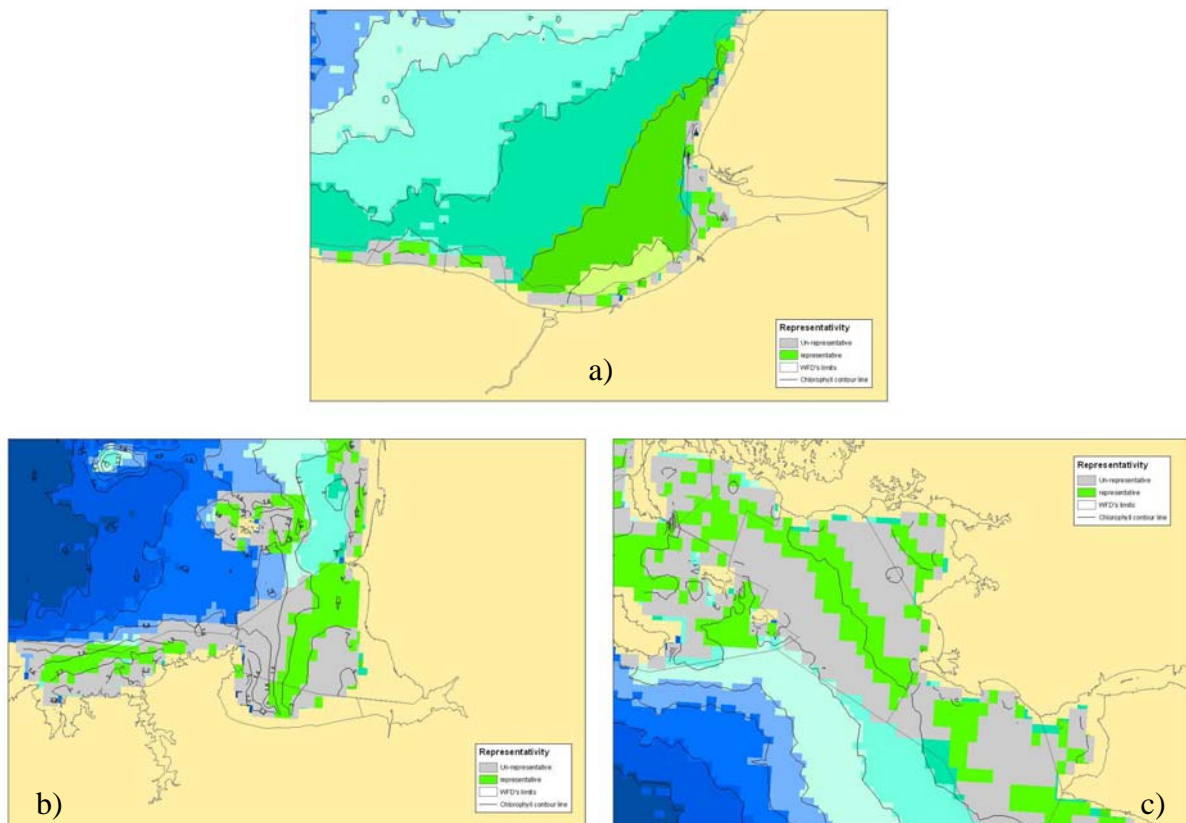 Representativity
Un-representative
representative
WFD's limits
Chlorophyll contour line
a)
Representativity
Un-representative
representative
WFD's limits
Chlorophyll contour line
b)
Representativity
Un-representative
representative
WFD's limits
Chlorophyll contour line
c)